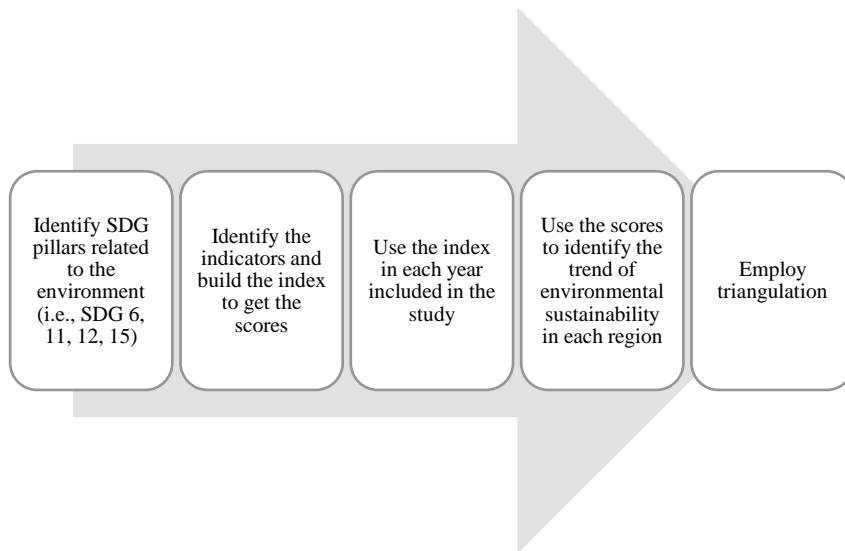 Identify SDG
pillars related
to the
environment
(i.e., SDG 6,
11, 12, 15)
Identify the
indicators and
build the index
to get the
scores
Use the index
in each year
included in the
study
Use the scores
to identify the
trend of
environmental
sustainability
in each region
Employ
triangulation